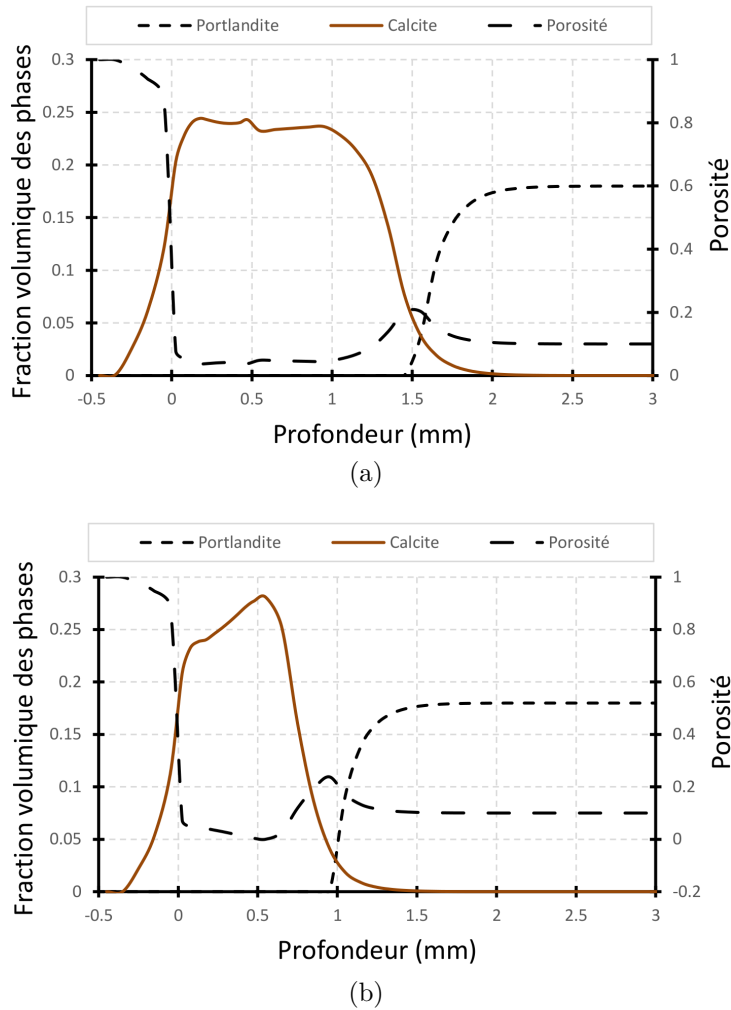 Portlandite Calcite Porosité
Fraction volumique des phases
0.3
0.25
0.2
0.15
0.1
0.05
0
1
0.8
0.6
0.4
0.2
0
Porosité
-0.5 0 0.5 1 1.5 2 2.5 3
Profondeur (mm)
(a)
Portlandite Calcite Porosité
Fraction volumique des phases
0.3
0.25
0.2
0.15
0.1
0.05
0
1
0.8
0.6
0.4
0.2
0
-0.2
Porosité
-0.5 0 0.5 1 1.5 2 2.5 3
Profondeur (mm)
(b)